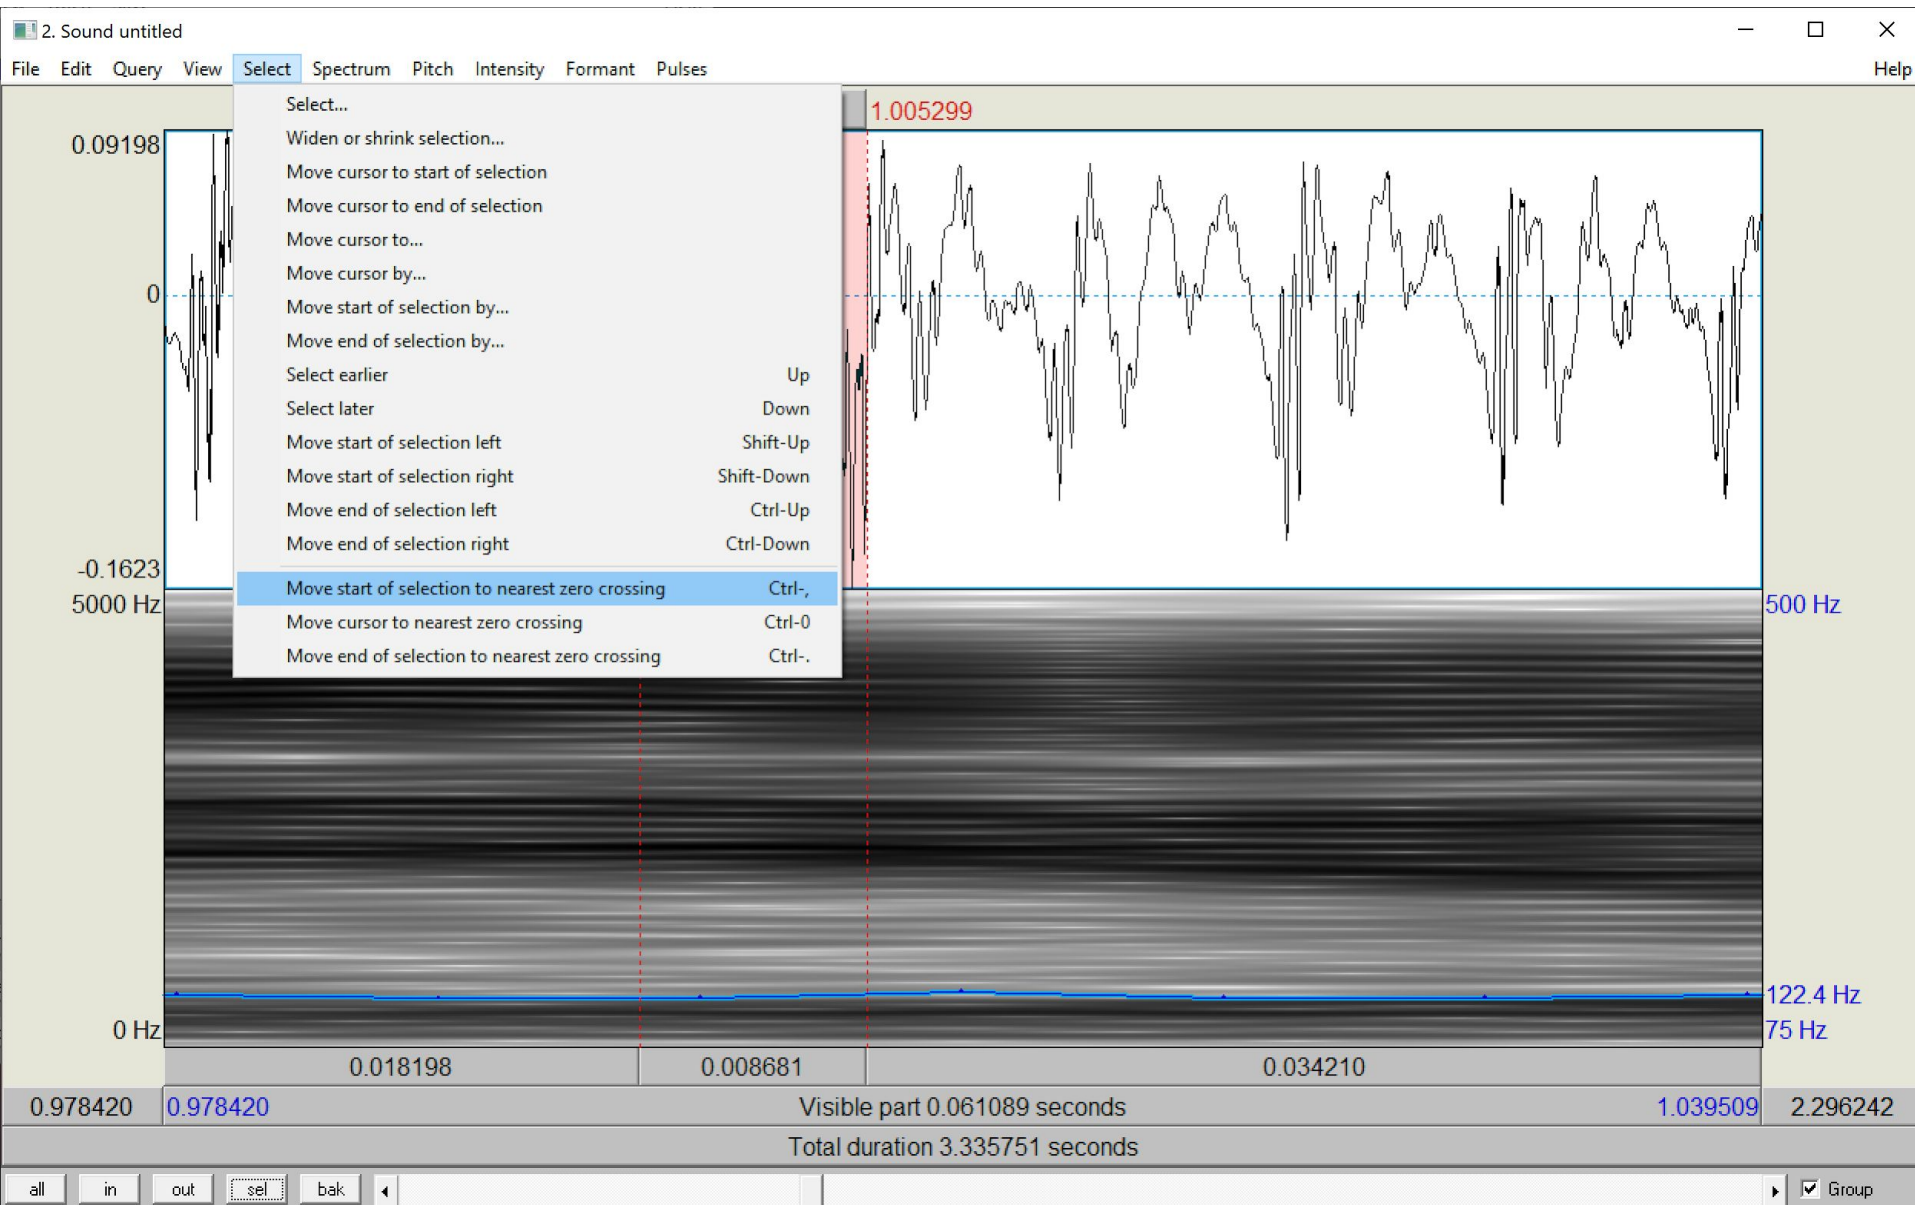 2. Sound untitled
File Edit Query View Select Spectrum Pitch Intensity Formant Pulses Help
Select...
Widen or shrink selection...
Move cursor to start of selection
Move cursor to end of selection
Move cursor to...
Move cursor by...
Move start of selection by...
Move end of selection by...
Select earlier Up
Select later Down
Move start of selection left Shift-Up
Move start of selection right Shift-Down
Move end of selection left Ctrl-Up
Move end of selection right Ctrl-Down
Move start of selection to nearest zero crossing Ctrl-,
Move cursor to nearest zero crossing Ctrl-0
Move end of selection to nearest zero crossing Ctrl-.
1.005299
0.09198
0
-0.1623
5000 Hz
500 Hz
122.4 Hz
0 Hz
75 Hz
0.018198 0.008681 0.034210
0.978420 0.978420 Visible part 0.061089 seconds 1.039509 2.296242
Total duration 3.335751 seconds
all in out sel bak Group